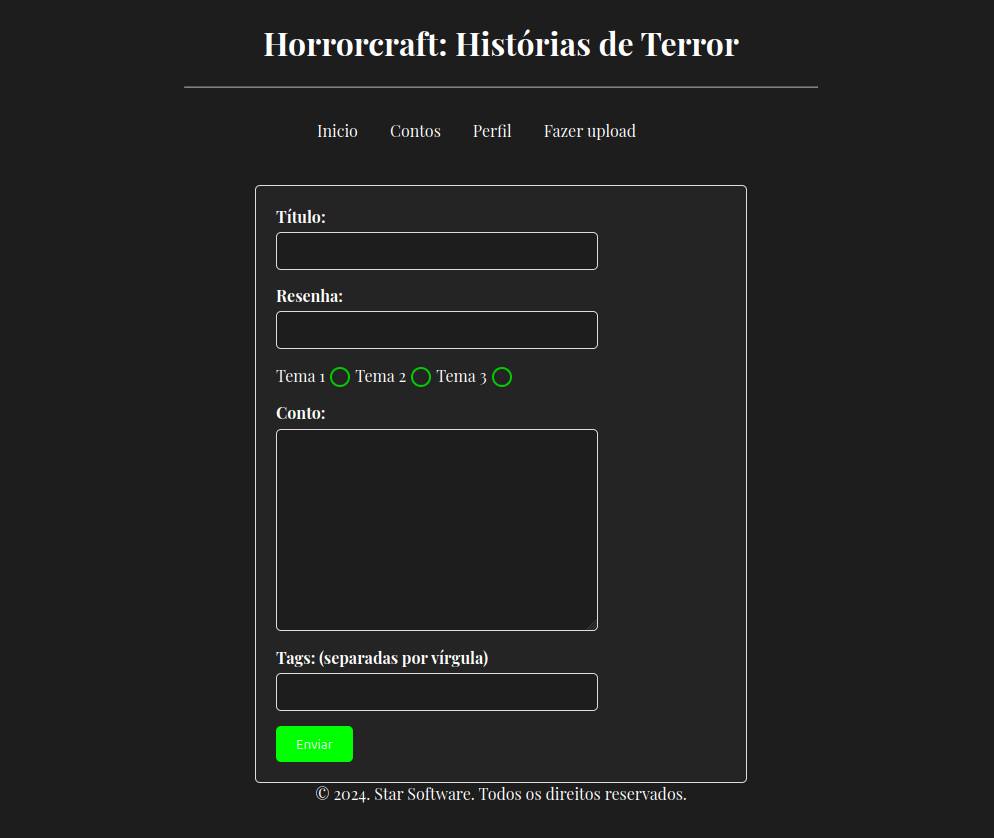 Horrorcraft: Histórias de Terror
Inicio Contos Perfil Fazer upload
Título:
Resenha:
Tema 1 Tema 2 Tema 3
Conto:
Tags: (separadas por vírgula)
Enviar
© 2024. Star Software. Todos os direitos reservados.